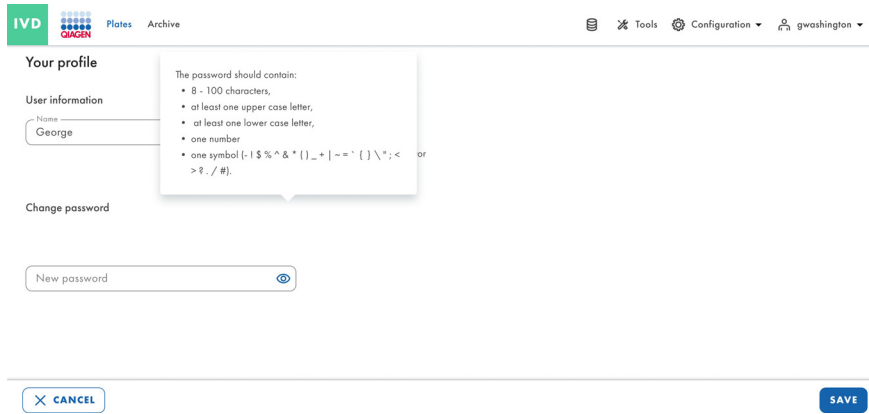 IVD
QIAGEN
Plates
Archive
Tools
Configuration
gwashington
Your profile
User information
Name
George
The password should contain:
• 8 - 100 characters,
• at least one upper case letter,
• at least one lower case letter,
• one number
• one symbol (- ! $ % ^ & * ( ) _ + | ~ = ` { } \ " ; <
> ? . / #).
or
Change password
New password
CANCEL
SAVE